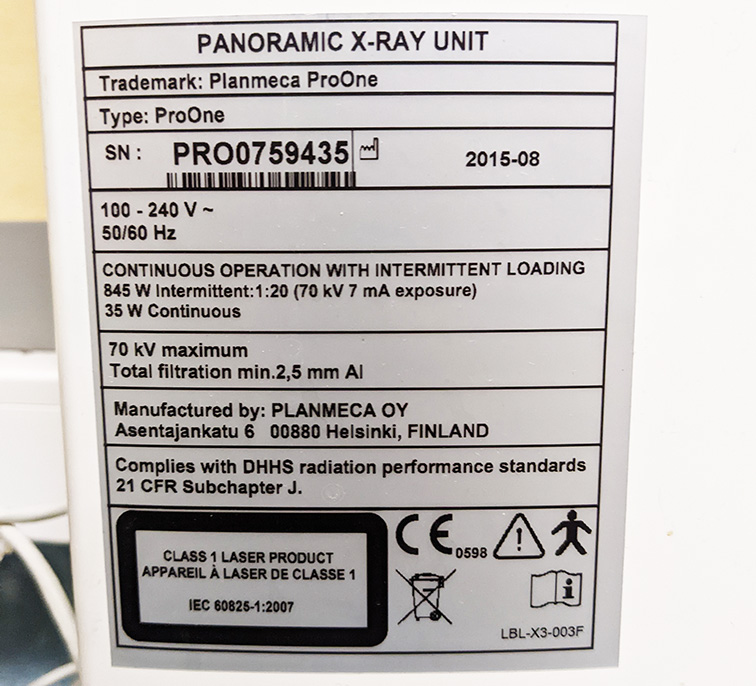 PANORAMIC X-RAY UNIT
Trademark: Planmeca ProOne
Type: ProOne
SN : PRO0759435 2015-08
100 - 240 V ~
50/60 Hz
CONTINUOUS OPERATION WITH INTERMITTENT LOADING
845 W Intermittent:1:20 (70 kV 7 mA exposure)
35 W Continuous
70 kV maximum
Total filtration min.2,5 mm Al
Manufactured by: PLANMECA OY
Asentajankatu 6 00880 Helsinki, FINLAND
Complies with DHHS radiation performance standards
21 CFR Subchapter J.
CLASS 1 LASER PRODUCT
APPAREIL À LASER DE CLASSE 1
IEC 60825-1:2007
CE 0598
LBL-X3-003F